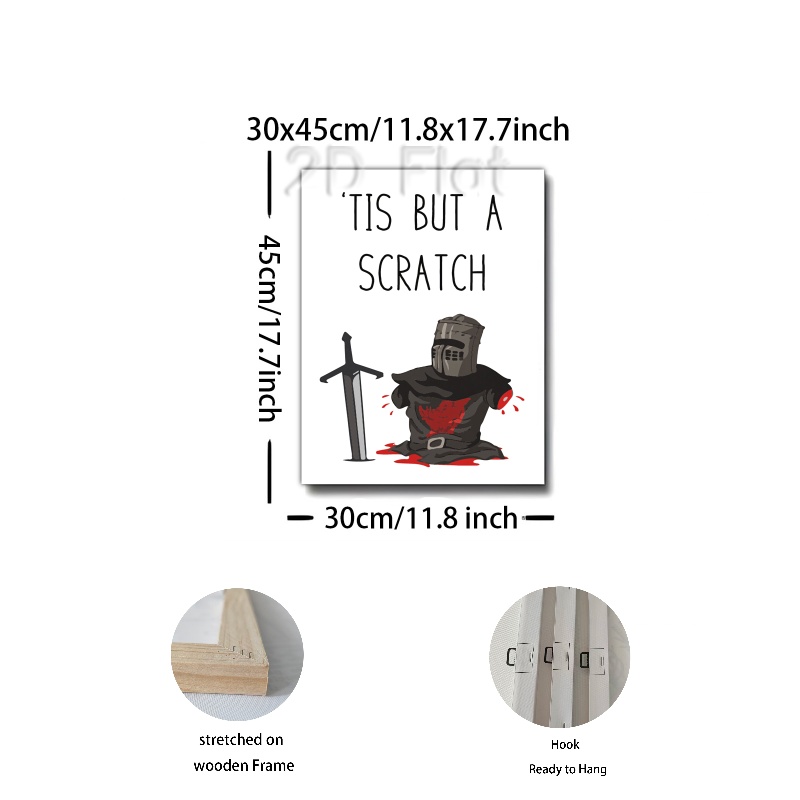 30x45cm/11.8x17.7inch
2D Flat
'TIS BUT A
SCRATCH
45cm/17.7inch
30cm/11.8 inch
stretched on
wooden Frame
Hook
Ready to Hang